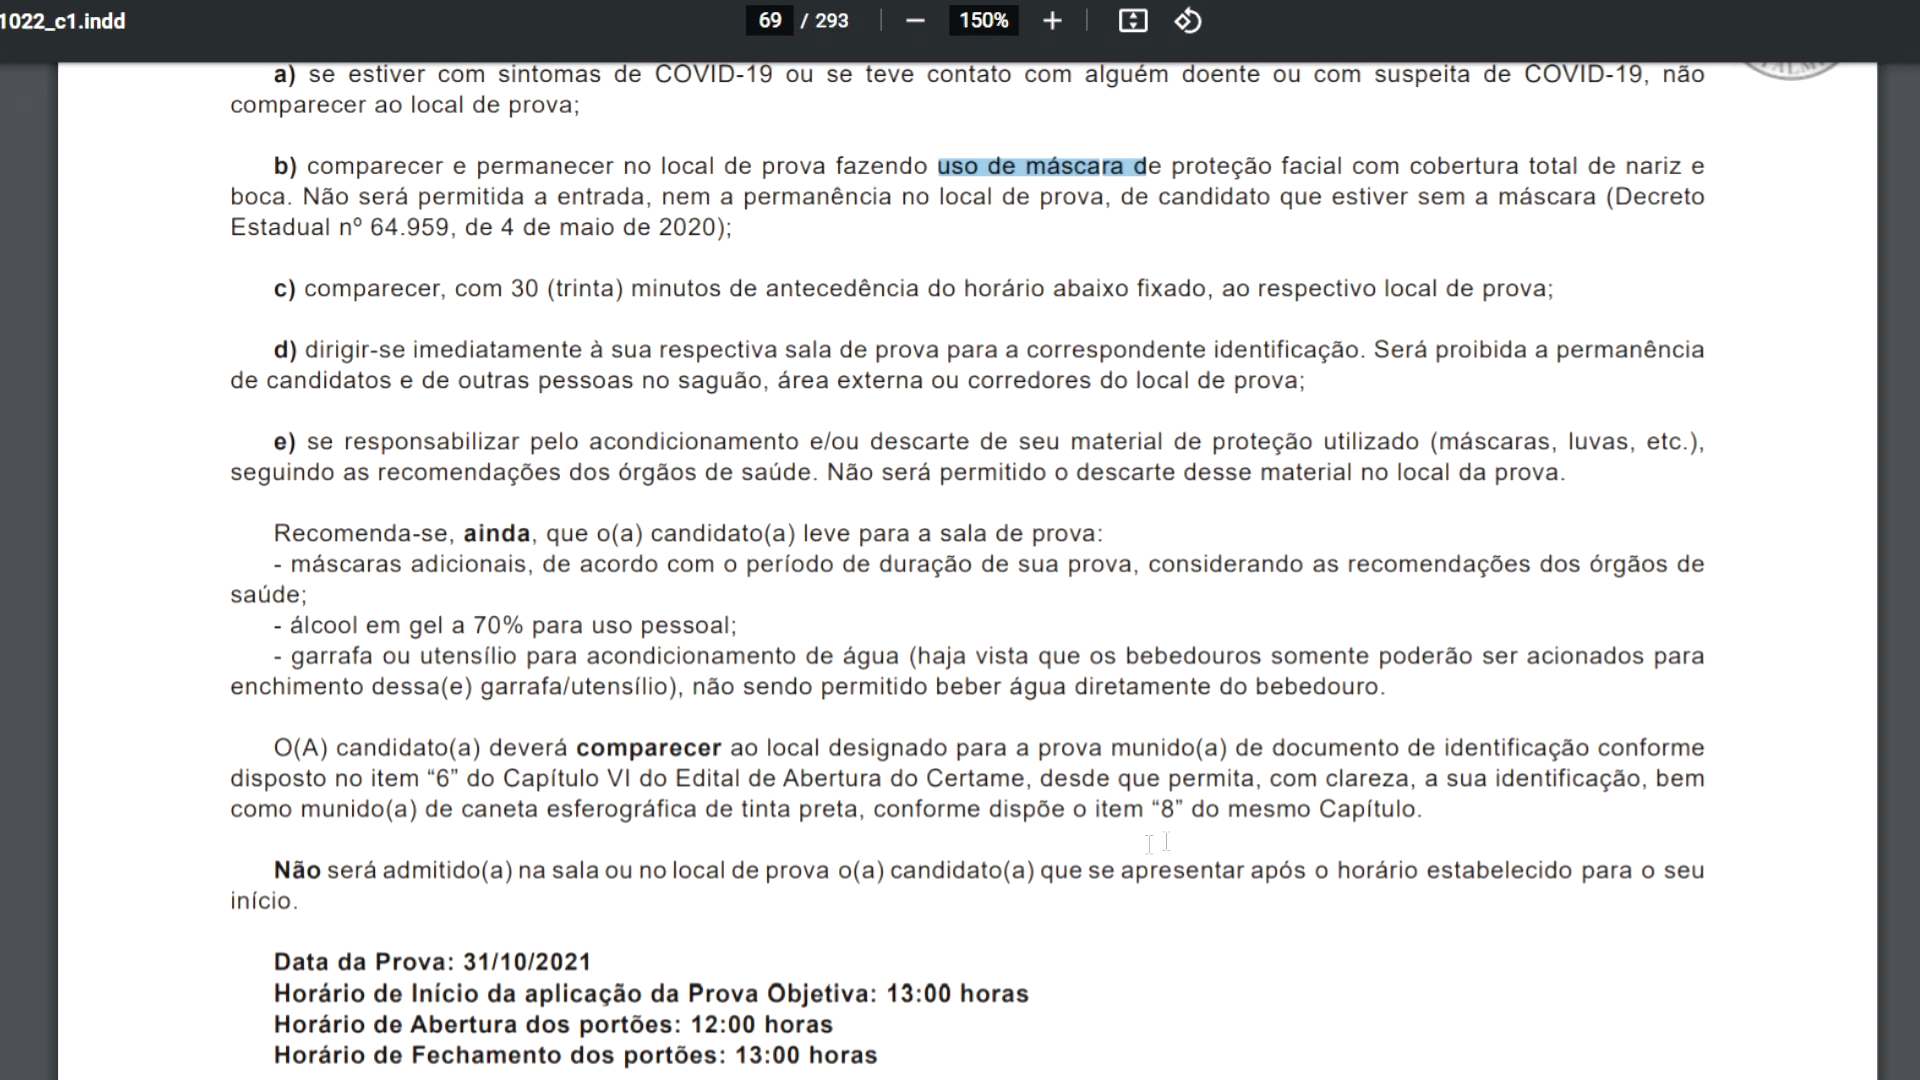 1022_c1.indd
69 / 293
150%
a) se estiver com sintomas de COVID-19 ou se teve contato com alguém doente ou com suspeita de COVID-19, não
comparecer ao local de prova;
b) comparecer e permanecer no local de prova fazendo uso de máscara de proteção facial com cobertura total de nariz e
boca. Não será permitida a entrada, nem a permanência no local de prova, de candidato que estiver sem a máscara (Decreto
Estadual nº 64.959, de 4 de maio de 2020);
c) comparecer, com 30 (trinta) minutos de antecedência do horário abaixo fixado, ao respectivo local de prova;
d) dirigir-se imediatamente à sua respectiva sala de prova para a correspondente identificação. Será proibida a permanência
de candidatos e de outras pessoas no saguão, área externa ou corredores do local de prova;
e) se responsabilizar pelo acondicionamento e/ou descarte de seu material de proteção utilizado (máscaras, luvas, etc.),
seguindo as recomendações dos órgãos de saúde. Não será permitido o descarte desse material no local da prova.
Recomenda-se, ainda, que o(a) candidato(a) leve para a sala de prova:
- máscaras adicionais, de acordo com o período de duração de sua prova, considerando as recomendações dos órgãos de
saúde;
- álcool em gel a 70% para uso pessoal;
- garrafa ou utensílio para acondicionamento de água (haja vista que os bebedouros somente poderão ser acionados para
enchimento dessa(e) garrafa/utensílio), não sendo permitido beber água diretamente do bebedouro.
O(A) candidato(a) deverá comparecer ao local designado para a prova munido(a) de documento de identificação conforme
disposto no item “6” do Capítulo VI do Edital de Abertura do Certame, desde que permita, com clareza, a sua identificação, bem
como munido(a) de caneta esferográfica de tinta preta, conforme dispõe o item “8” do mesmo Capítulo.
Não será admitido(a) na sala ou no local de prova o(a) candidato(a) que se apresentar após o horário estabelecido para o seu
início.
Data da Prova: 31/10/2021
Horário de Início da aplicação da Prova Objetiva: 13:00 horas
Horário de Abertura dos portões: 12:00 horas
Horário de Fechamento dos portões: 13:00 horas